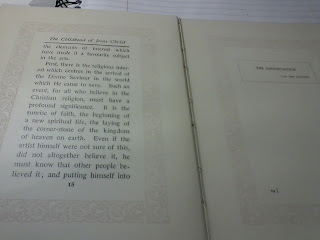 The Childhood of Jesus Christ
the elements of interest which
have made it a favourite subject
in the arts.
First, there is the religious inter-
est which centres in the arrival of
the Divine Saviour in the world
which He came to save. Such an
event, for all who believe in the
Christian religion, must have a
profound significance. It is the
sunrise of faith, the beginning of
a new spiritual life, the laying of
the corner-stone of the kingdom
of heaven on earth. Even if the
artist himself were not sure of this,
did not altogether believe it, he
must know that other people be-
lieved it; and putting himself into
18
THE ANNUNCIATION